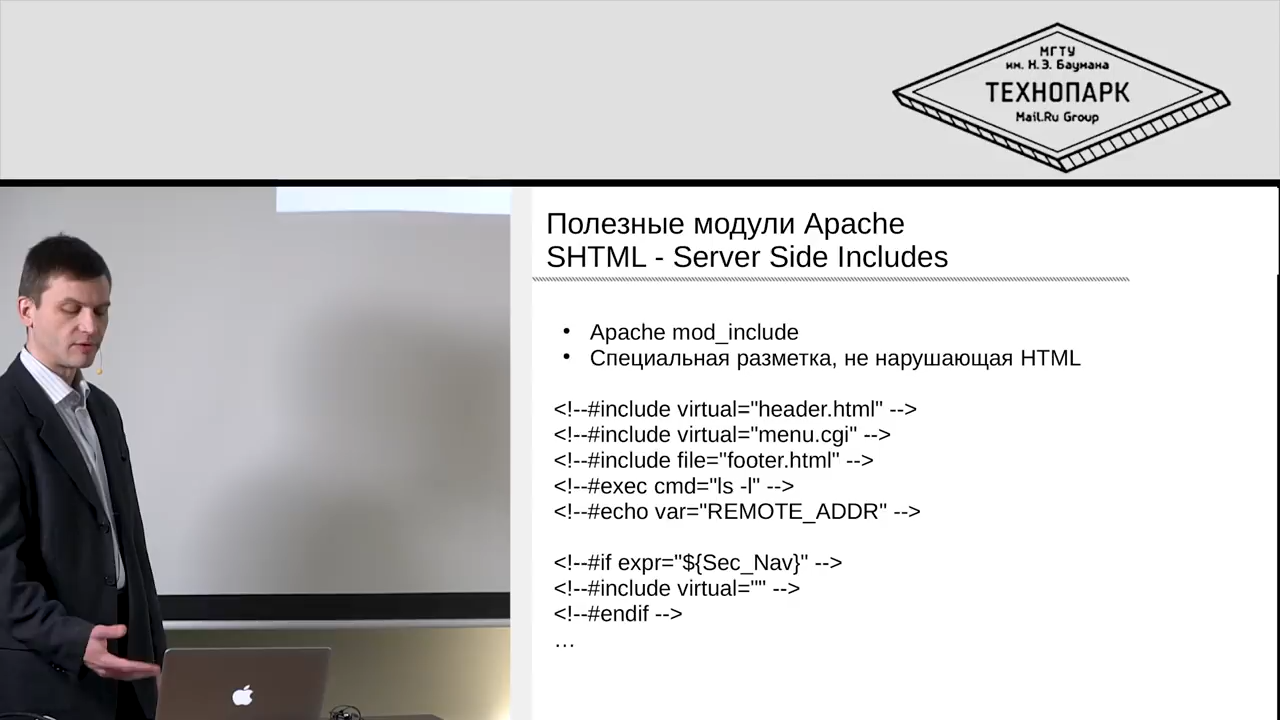 МГТУ
им. Н.Э. Баумана
ТЕХНОПАРК
Mail.Ru Group
Полезные модули Apache
SHTML - Server Side Includes
• Apache mod_include
• Специальная разметка, не нарушающая HTML
<!--#include virtual="header.html" -->
<!--#include virtual="menu.cgi" -->
<!--#include file="footer.html" -->
<!--#exec cmd="ls -l" -->
<!--#echo var="REMOTE_ADDR" -->
<!--#if expr="${Sec_Nav}" -->
<!--#include virtual="" -->
<!--#endif -->
…